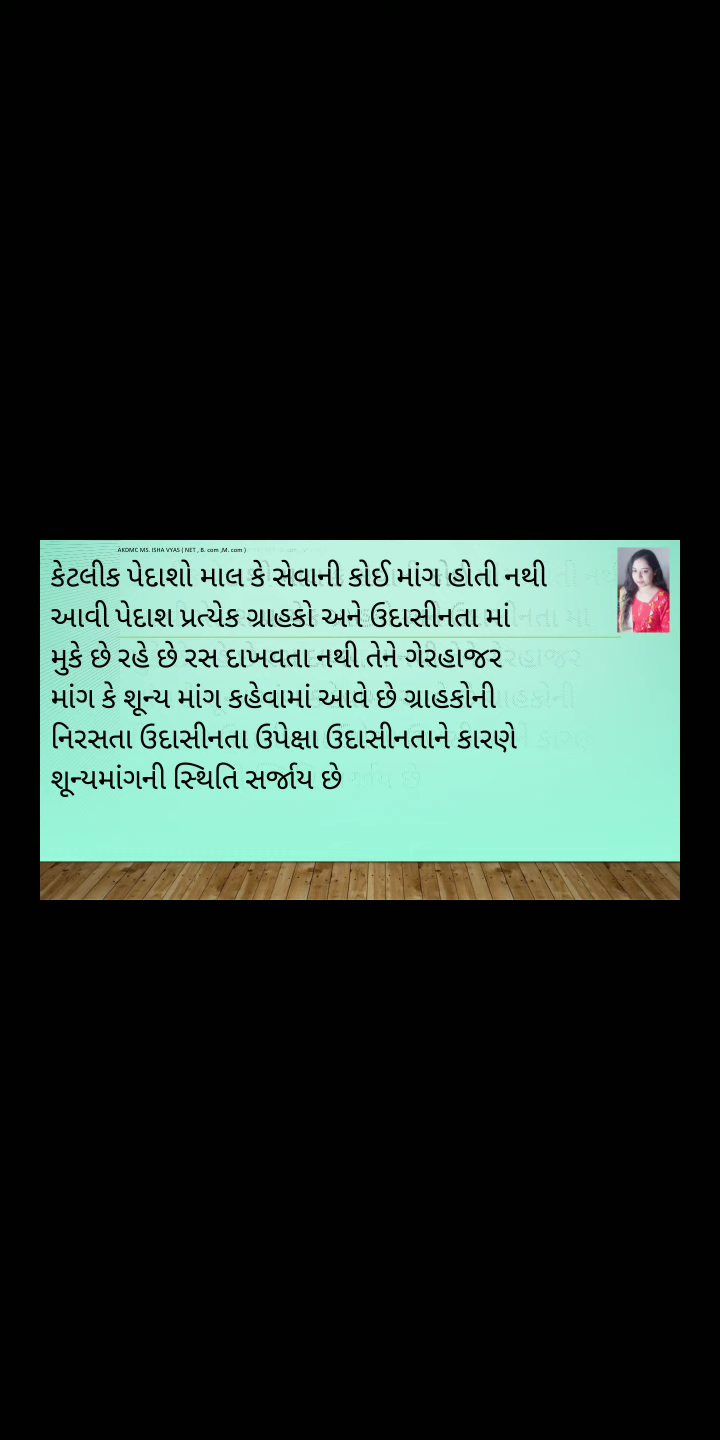 AKDMC MS. ISHA VYAS ( NET , B. com ,M. com )
કેટલીક પેદાશો માલ કે સેવાની કોઈ માંગ હોતી નથી
આવી પેદાશ પ્રત્યેક ગ્રાહકો અને ઉદાસીનતા માં
મુકે છે રહે છે રસ દાખવતા નથી તેને ગેરહાજર
માંગ કે શૂન્ય માંગ કહેવામાં આવે છે ગ્રાહકોની
નિરસતા ઉદાસીનતા ઉપેક્ષા ઉદાસીનતાને કારણે
શૂન્યમાંગની સ્થિતિ સર્જાય છે